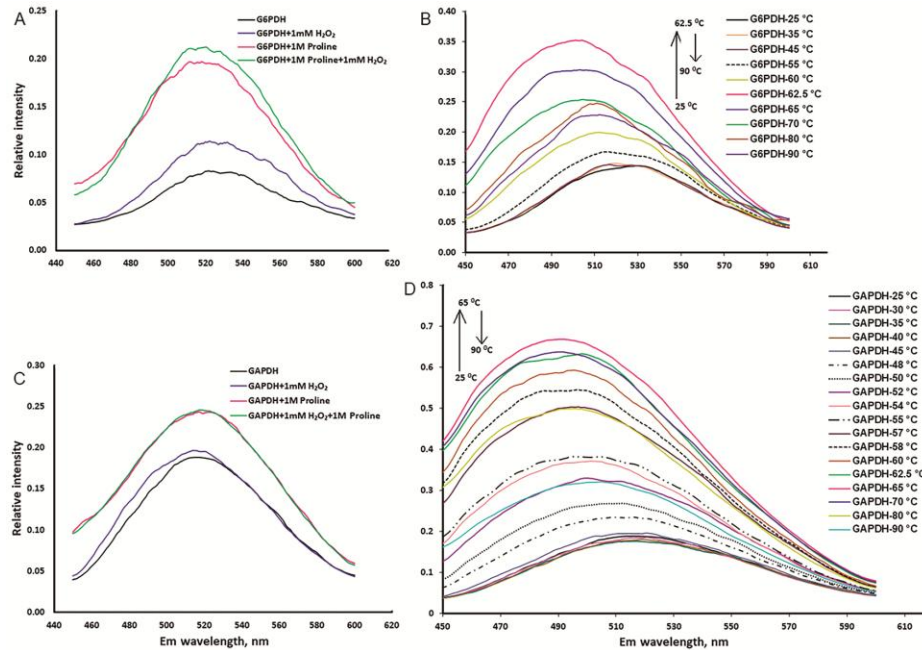 A
G6PDH
G6PDH+1mM H₂O₂
G6PDH+1M Proline
G6PDH+1M Proline+1mM H₂O₂
Relative intensity
0.25
0.20
0.15
0.10
0.05
0.00
440 460 480 500 520 540 560 580 600 620
B
0.4
0.35
0.3
0.25
0.2
0.15
0.1
0.05
0
450 470 490 510 530 550 570 590 610
62.5 ⁰C
90 ⁰C
25 ⁰C
G6PDH-25 °C
G6PDH-35 °C
G6PDH-45 °C
G6PDH-55 °C
G6PDH-60 °C
G6PDH-62.5 °C
G6PDH-65 °C
G6PDH-70 °C
G6PDH-80 °C
G6PDH-90 °C
C
GAPDH
GAPDH+1mM H₂O₂
GAPDH+1M Proline
GAPDH+1mM H₂O₂+1M Proline
Relative intensity
0.30
0.25
0.20
0.15
0.10
0.05
0.00
440 460 480 500 520 540 560 580 600 620
Em wavelength, nm
D
0.8
0.7
0.6
0.5
0.4
0.3
0.2
0.1
0
450 470 490 510 530 550 570 590 610
Em wavelength, nm
65 ⁰C
90 ⁰C
25 ⁰C
GAPDH-25 °C
GAPDH-30 °C
GAPDH-35 °C
GAPDH-40 °C
GAPDH-45 °C
GAPDH-48 °C
GAPDH-50 °C
GAPDH-52 °C
GAPDH-54 °C
GAPDH-55 °C
GAPDH-57 °C
GAPDH-58 °C
GAPDH-60 °C
GAPDH-62.5 °C
GAPDH-65 °C
GAPDH-70 °C
GAPDH-80 °C
GAPDH-90 °C